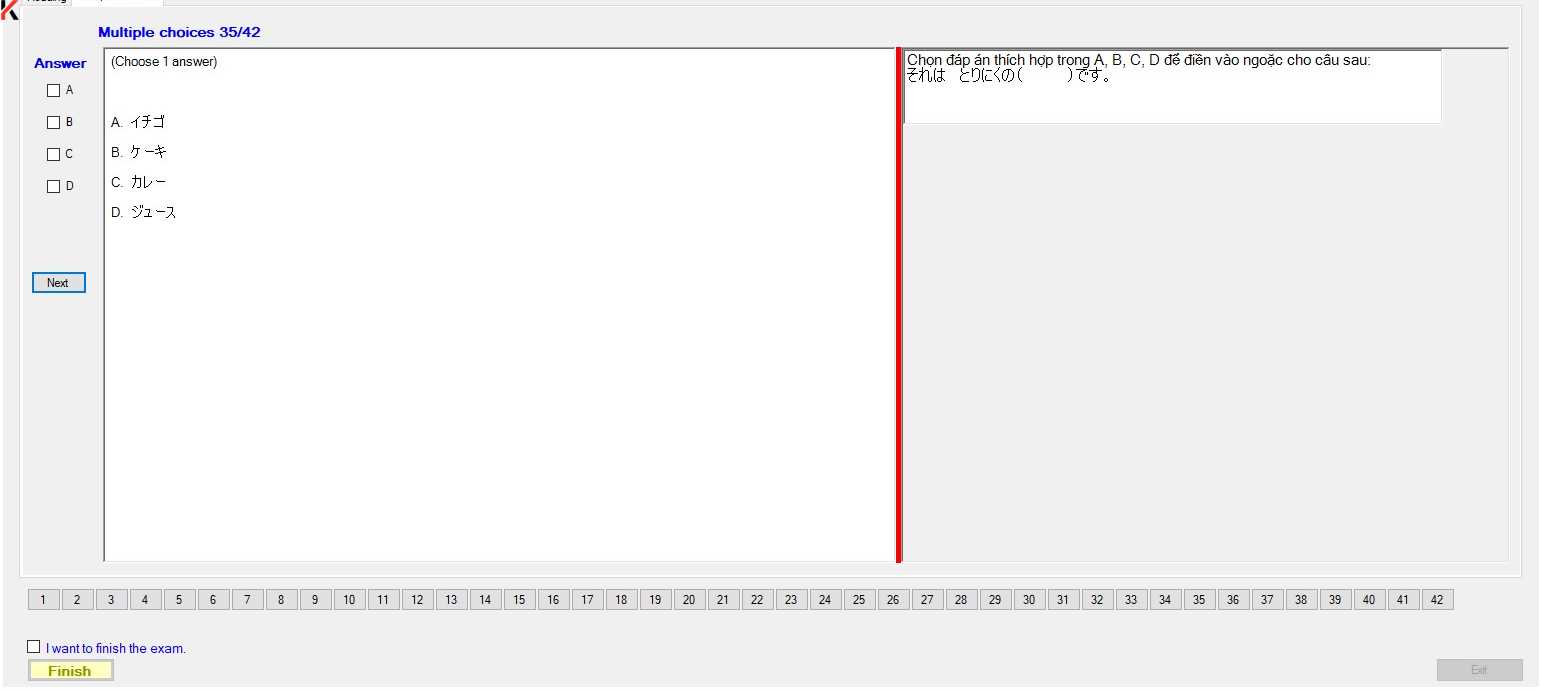 Multiple choices 35/42
Answer
A
B
C
D
Next
(Choose 1 answer)
A. イチゴ
B. ケーキ
C. カレー
D. ジュース
Chọn đáp án thích hợp trong A, B, C, D để điền vào ngoặc cho câu sau:
それは　とりにくの(　　　)です。
1 2 3 4 5 6 7 8 9 10 11 12 13 14 15 16 17 18 19 20 21 22 23 24 25 26 27 28 29 30 31 32 33 34 35 36 37 38 39 40 41 42
I want to finish the exam.
Finish
Exit